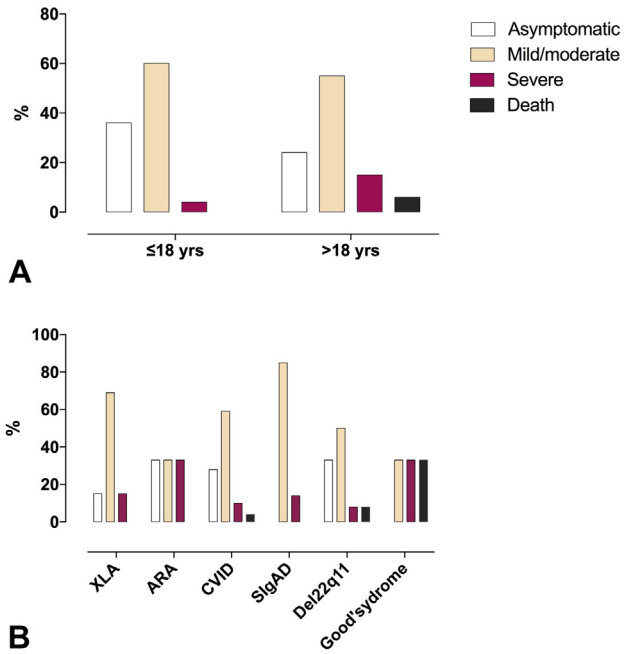 80
60
40
20
0
%
≤18 yrs
>18 yrs
Asymptomatic
Mild/moderate
Severe
Death
A
100
80
60
40
20
0
%
XLA
ARA
CVID
SIgAD
Del22q11
Good'sydrome
B